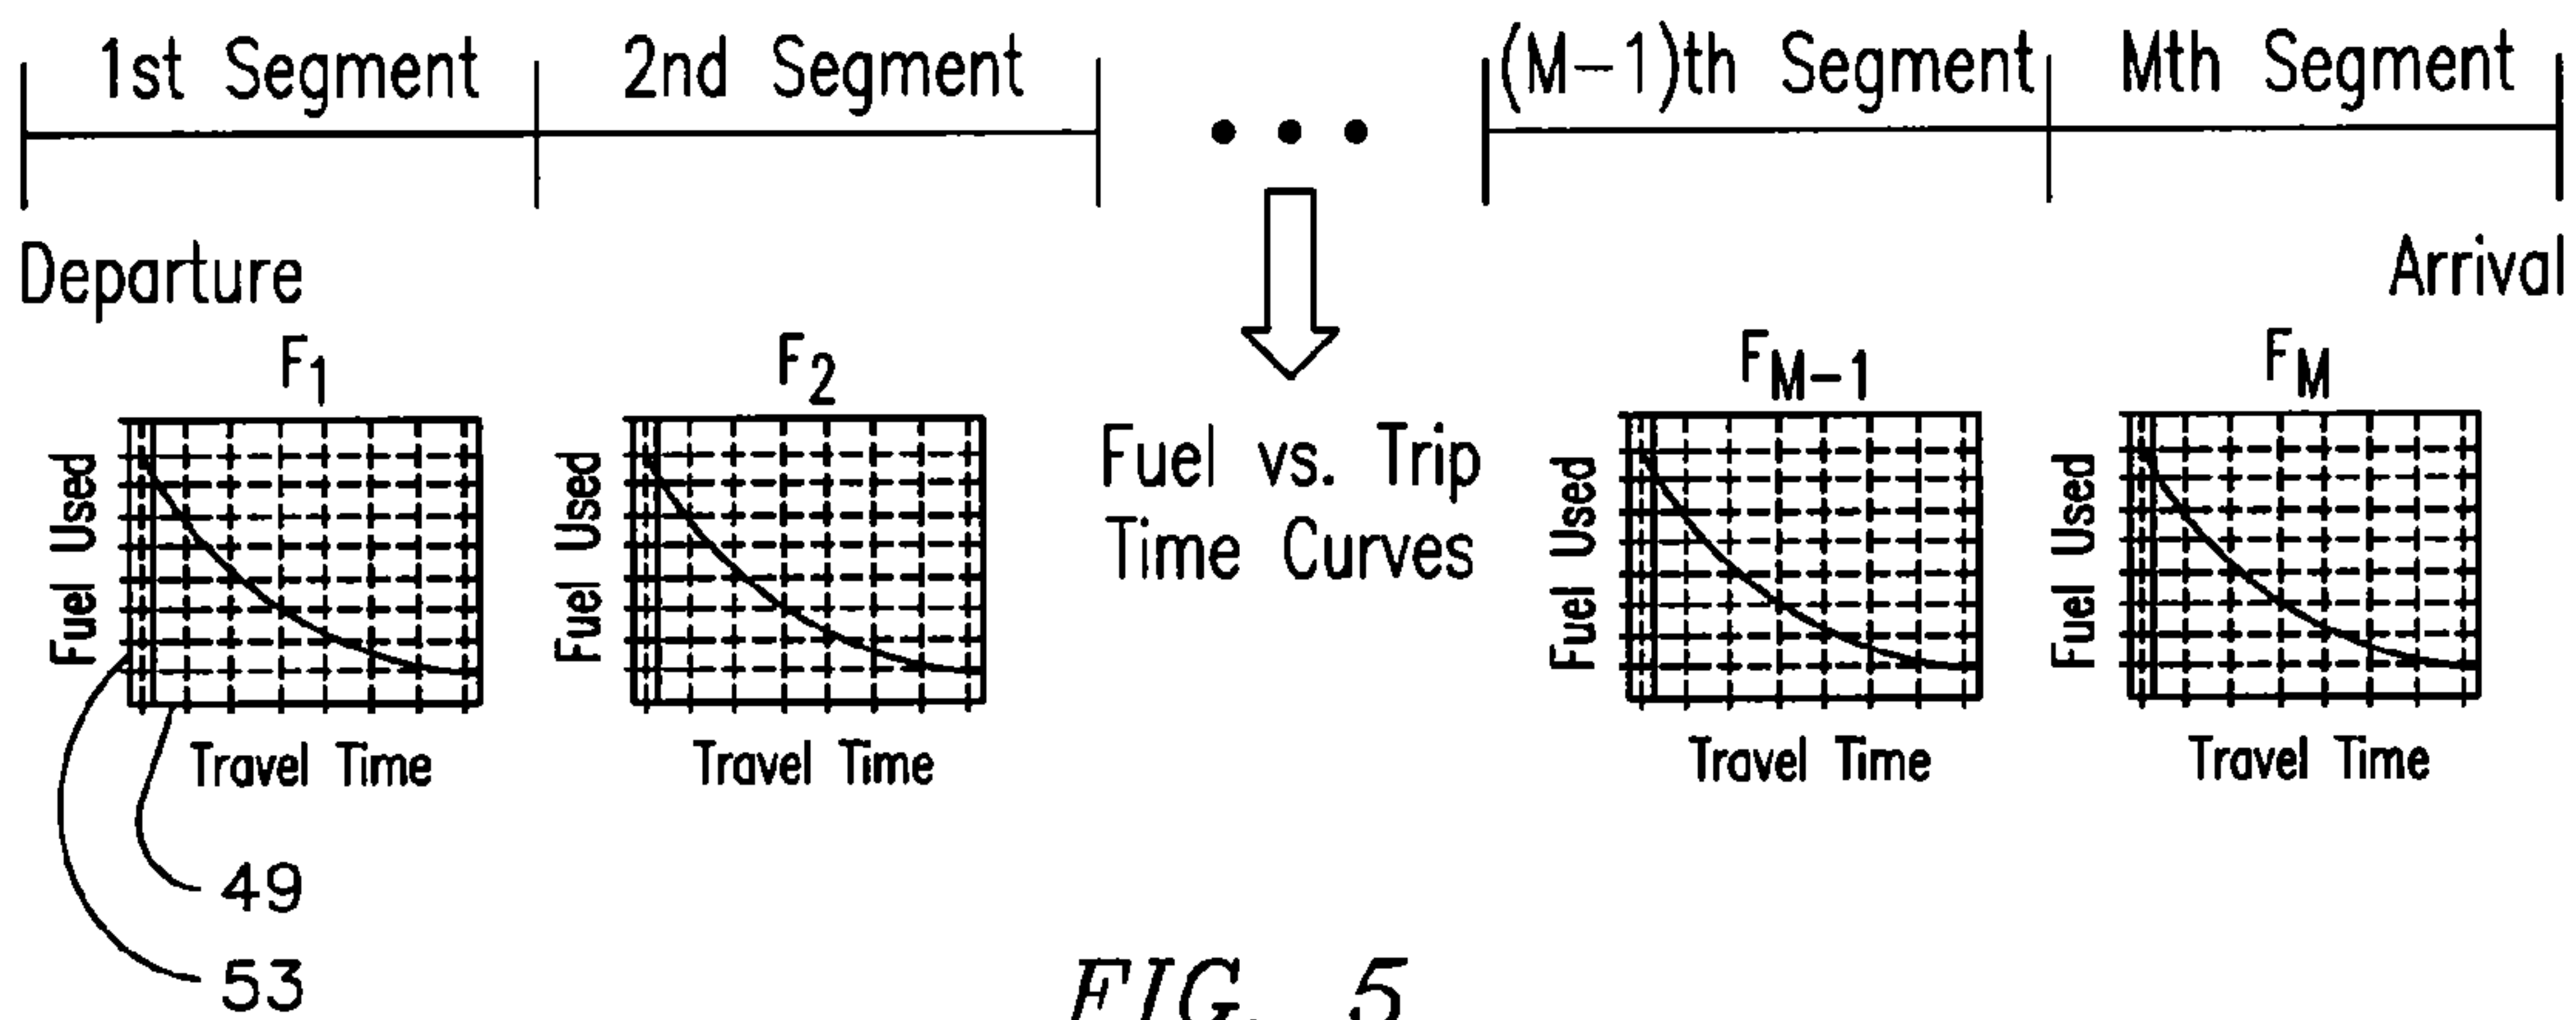 1st Segment
2nd Segment
(M-1)th Segment
Mth Segment
Departure
Arrival
F1
F2
FM-1
FM
Fuel Used
Fuel Used
Fuel vs. Trip
Time Curves
Fuel Used
Fuel Used
Travel Time
Travel Time
Travel Time
Travel Time
49
53
FIG. 5